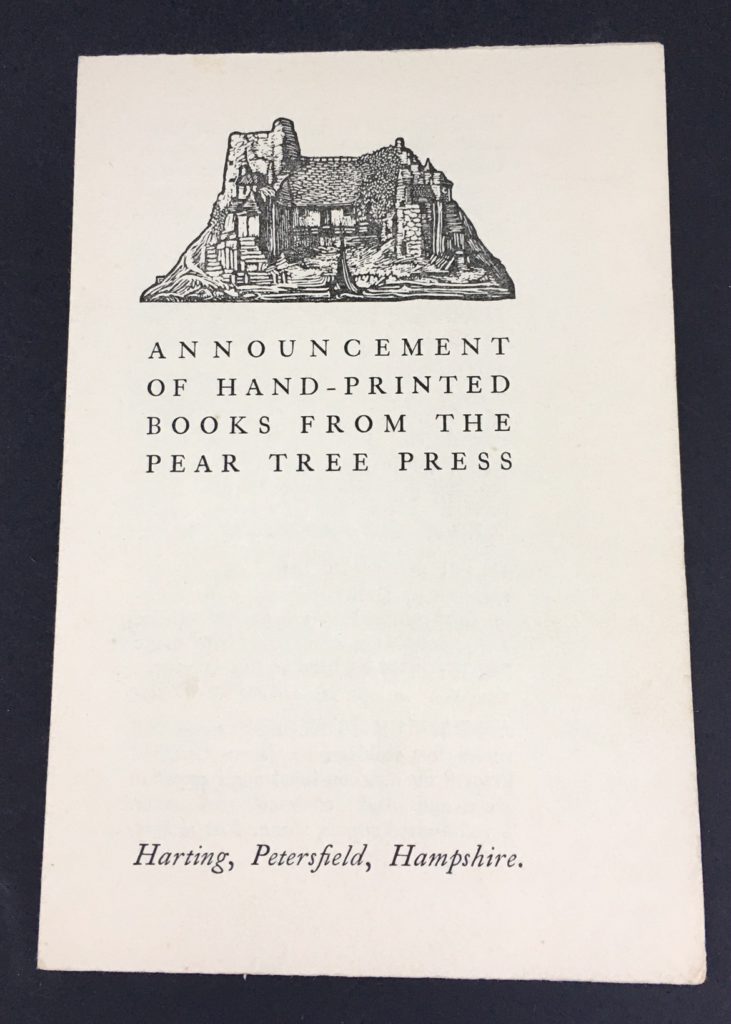 ANNOUNCEMENT
OF HAND-PRINTED
BOOKS FROM THE
PEAR TREE PRESS
Harting, Petersfield, Hampshire.